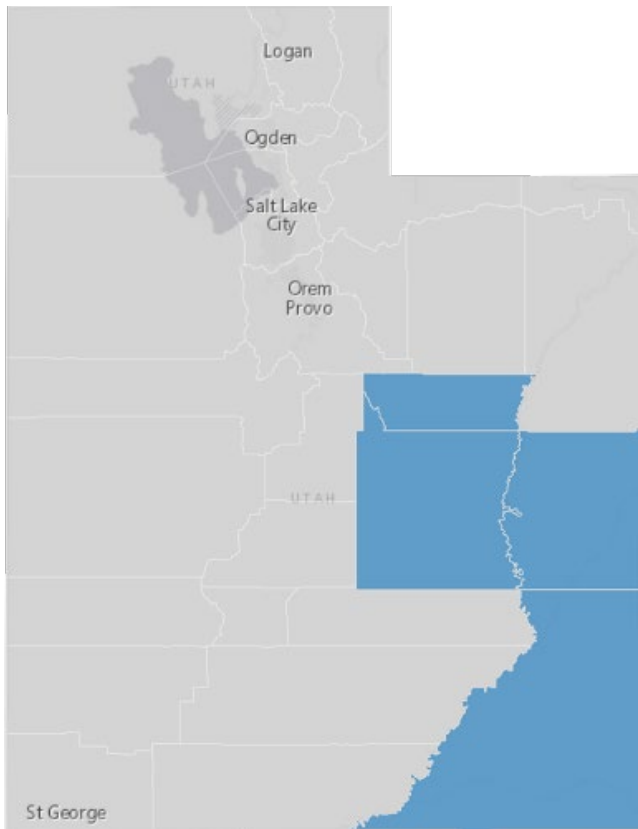 Logan
UTAH
Ogden
Salt Lake
City
Orem
Provo
UTAH
St George